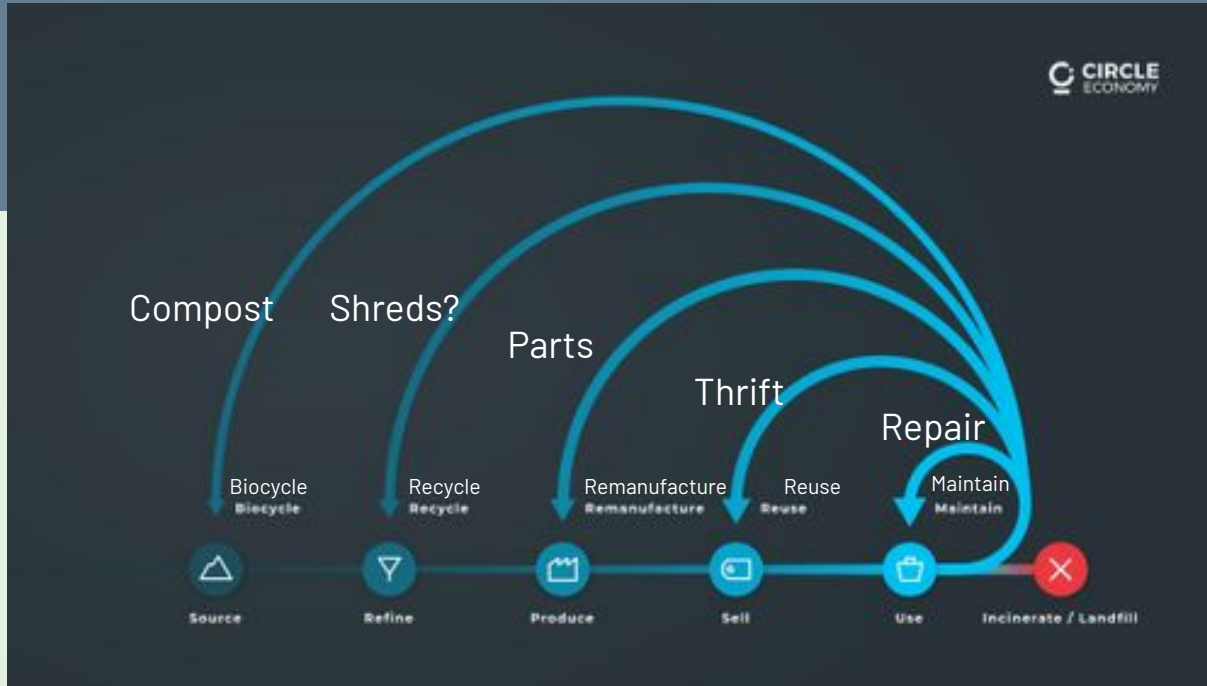 CIRCLE
ECONOMY
Compost
Shreds?
Parts
Thrift
Repair
Biocycle
Recycle
Remanufacture
Reuse
Maintain
Biocycle
Recycle
Remanufacture
Reuse
Maintain
Source
Refine
Produce
Sell
Use
Incinerate / Landfill